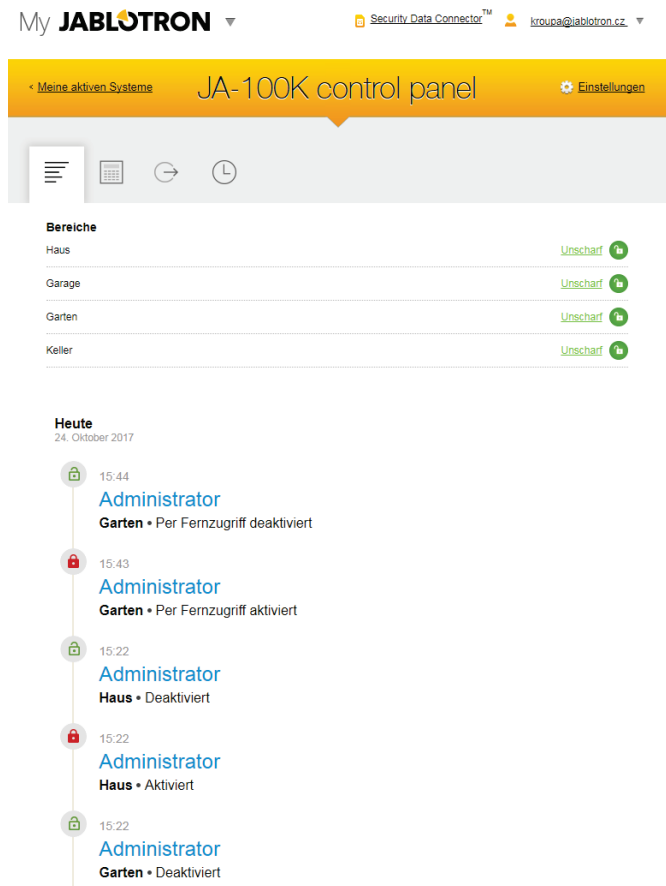 My JABLOTRON
Security Data Connector™
kroupa@jablotron.cz
‹ Meine aktiven Systeme
JA-100K control panel
Einstellungen
Bereiche
Haus Unscharf
Garage Unscharf
Garten Unscharf
Keller Unscharf
Heute
24. Oktober 2017
15:44
Administrator
Garten • Per Fernzugriff deaktiviert
15:43
Administrator
Garten • Per Fernzugriff aktiviert
15:22
Administrator
Haus • Deaktiviert
15:22
Administrator
Haus • Aktiviert
15:22
Administrator
Garten • Deaktiviert